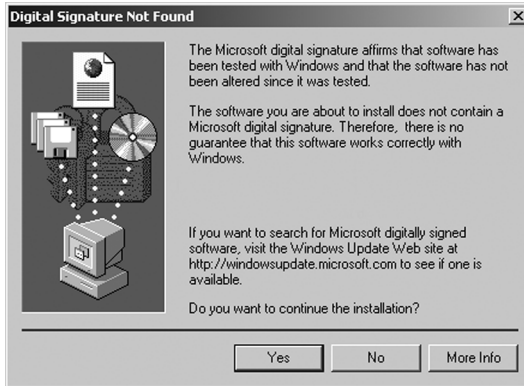 Digital Signature Not Found
The Microsoft digital signature affirms that software has
been tested with Windows and that the software has not
been altered since it was tested.
The software you are about to install does not contain a
Microsoft digital signature. Therefore, there is no
guarantee that this software works correctly with
Windows.
If you want to search for Microsoft digitally signed
software, visit the Windows Update Web site at
http://windowsupdate.microsoft.com to see if one is
available.
Do you want to continue the installation?
Yes No More Info